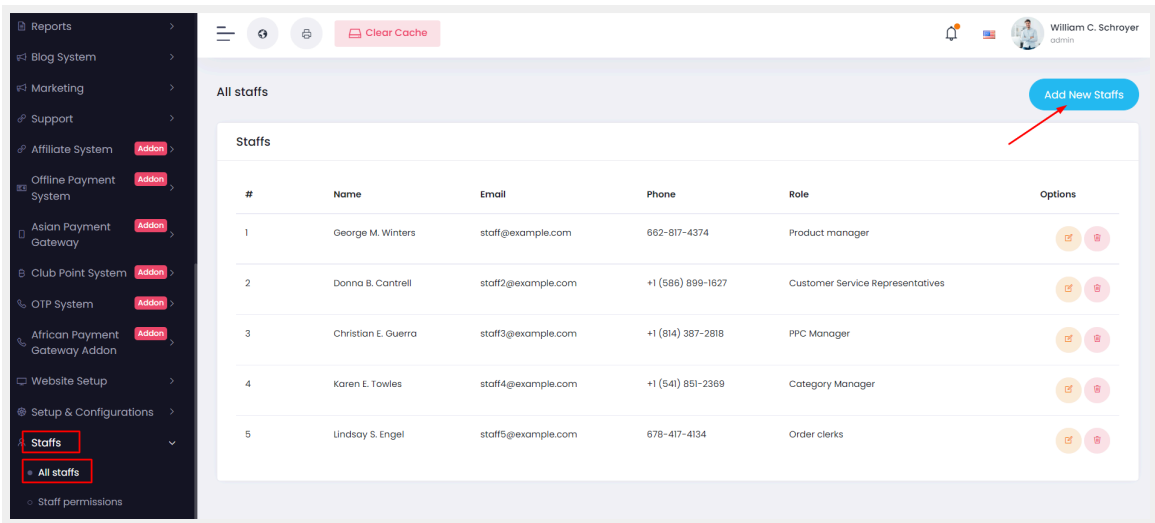 Reports
Blog System
Marketing
Support
Affiliate System Addon
Offline Payment Addon
System
Asian Payment Addon
Gateway
Club Point System Addon
OTP System Addon
African Payment Addon
Gateway Addon
Website Setup
Setup & Configurations
Staffs
All staffs
Staff permissions
Clear Cache
William C. Schroyer
admin
All staffs
Add New Staffs
Staffs
# Name Email Phone Role Options
1 George M. Winters staff@example.com 662-817-4374 Product manager
2 Donna B. Cantrell staff2@example.com +1 (586) 899-1627 Customer Service Representatives
3 Christian E. Guerra staff3@example.com +1 (814) 387-2818 PPC Manager
4 Karen E. Towles staff4@example.com +1 (541) 851-2369 Category Manager
5 Lindsay S. Engel staff5@example.com 678-417-4134 Order clerks